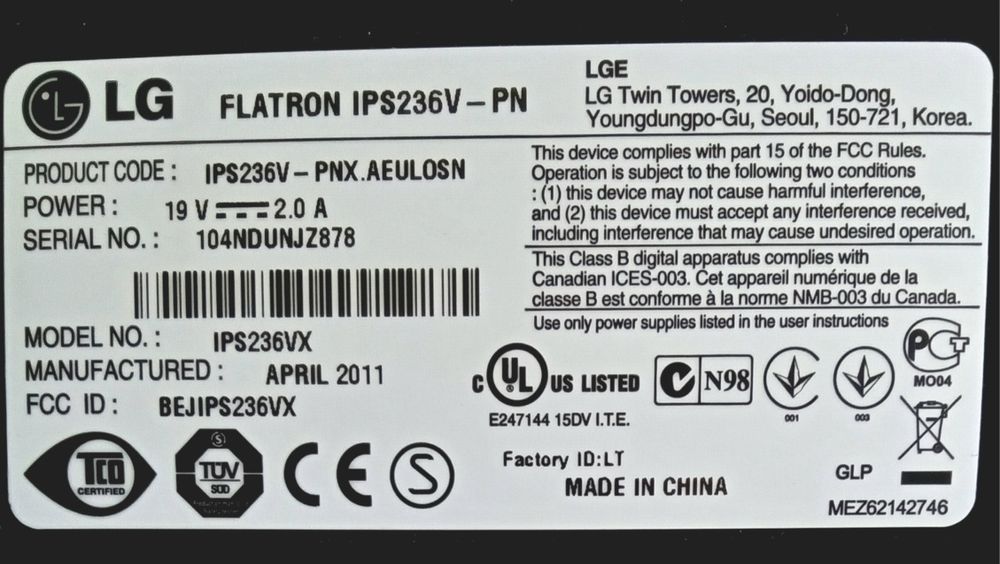 LG FLATRON IPS236V-PN
LGE
LG Twin Towers, 20, Yoido-Dong,
Youngdungpo-Gu, Seoul, 150-721, Korea.
PRODUCT CODE : IPS236V-PNX.AEULOSN
POWER : 19 V 2.0 A
SERIAL NO. : 104NDUNJZ878
This device complies with part 15 of the FCC Rules.
Operation is subject to the following two conditions
: (1) this device may not cause harmful interference,
and (2) this device must accept any interference received,
including interference that may cause undesired operation.
This Class B digital apparatus complies with
Canadian ICES-003. Cet appareil numérique de la
classe B est conforme à la norme NMB-003 du Canada.
Use only power supplies listed in the user instructions
MODEL NO. : IPS236VX
MANUFACTURED : APRIL 2011
FCC ID : BEJIPS236VX
C UL US LISTED
E247144 15DV I.T.E.
N98
001
003
PCT
MO04
TCO
CERTIFIED
S
TÜV
SÜD
CE
S
Factory ID:LT
MADE IN CHINA
GLP
MEZ62142746